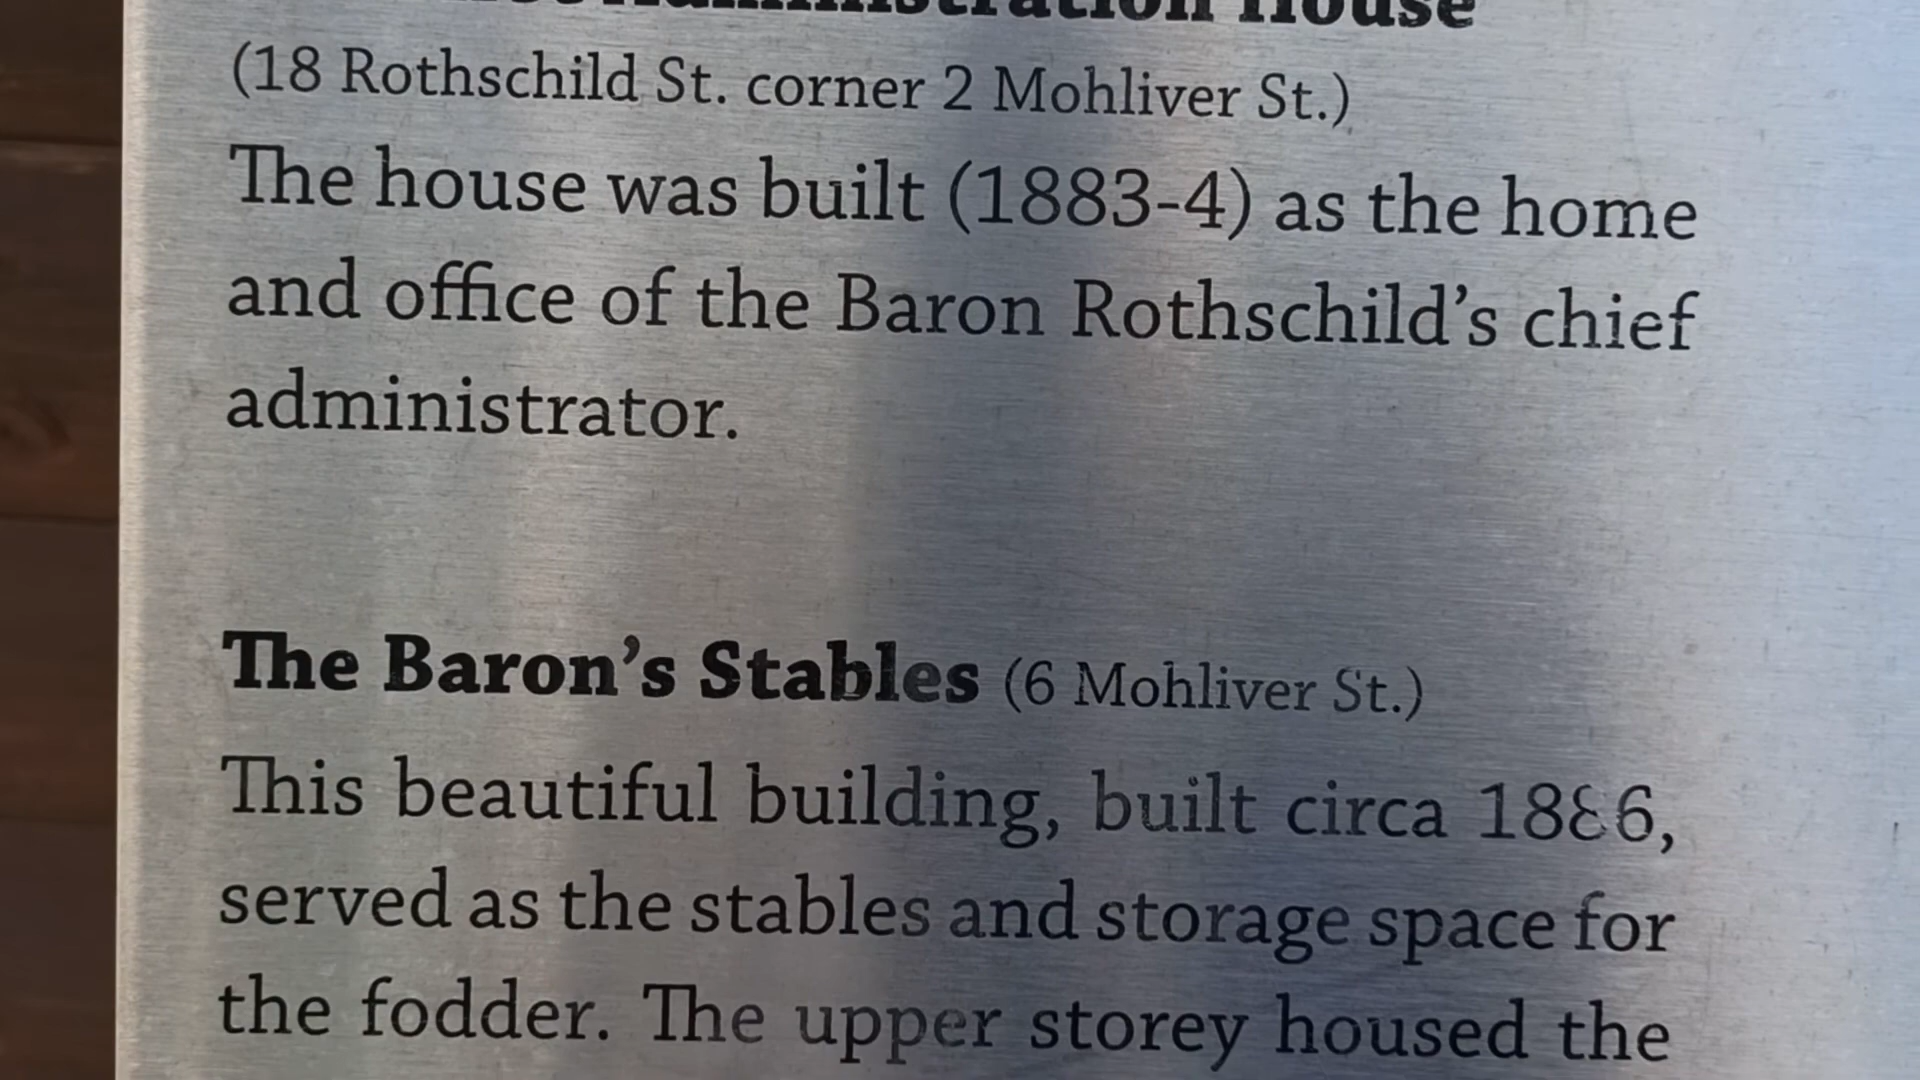 Administration House
(18 Rothschild St. corner 2 Mohliver St.)
The house was built (1883-4) as the home
and office of the Baron Rothschild’s chief
administrator.
The Baron’s Stables (6 Mohliver St.)
This beautiful building, built circa 1886,
served as the stables and storage space for
the fodder. The upper storey housed the